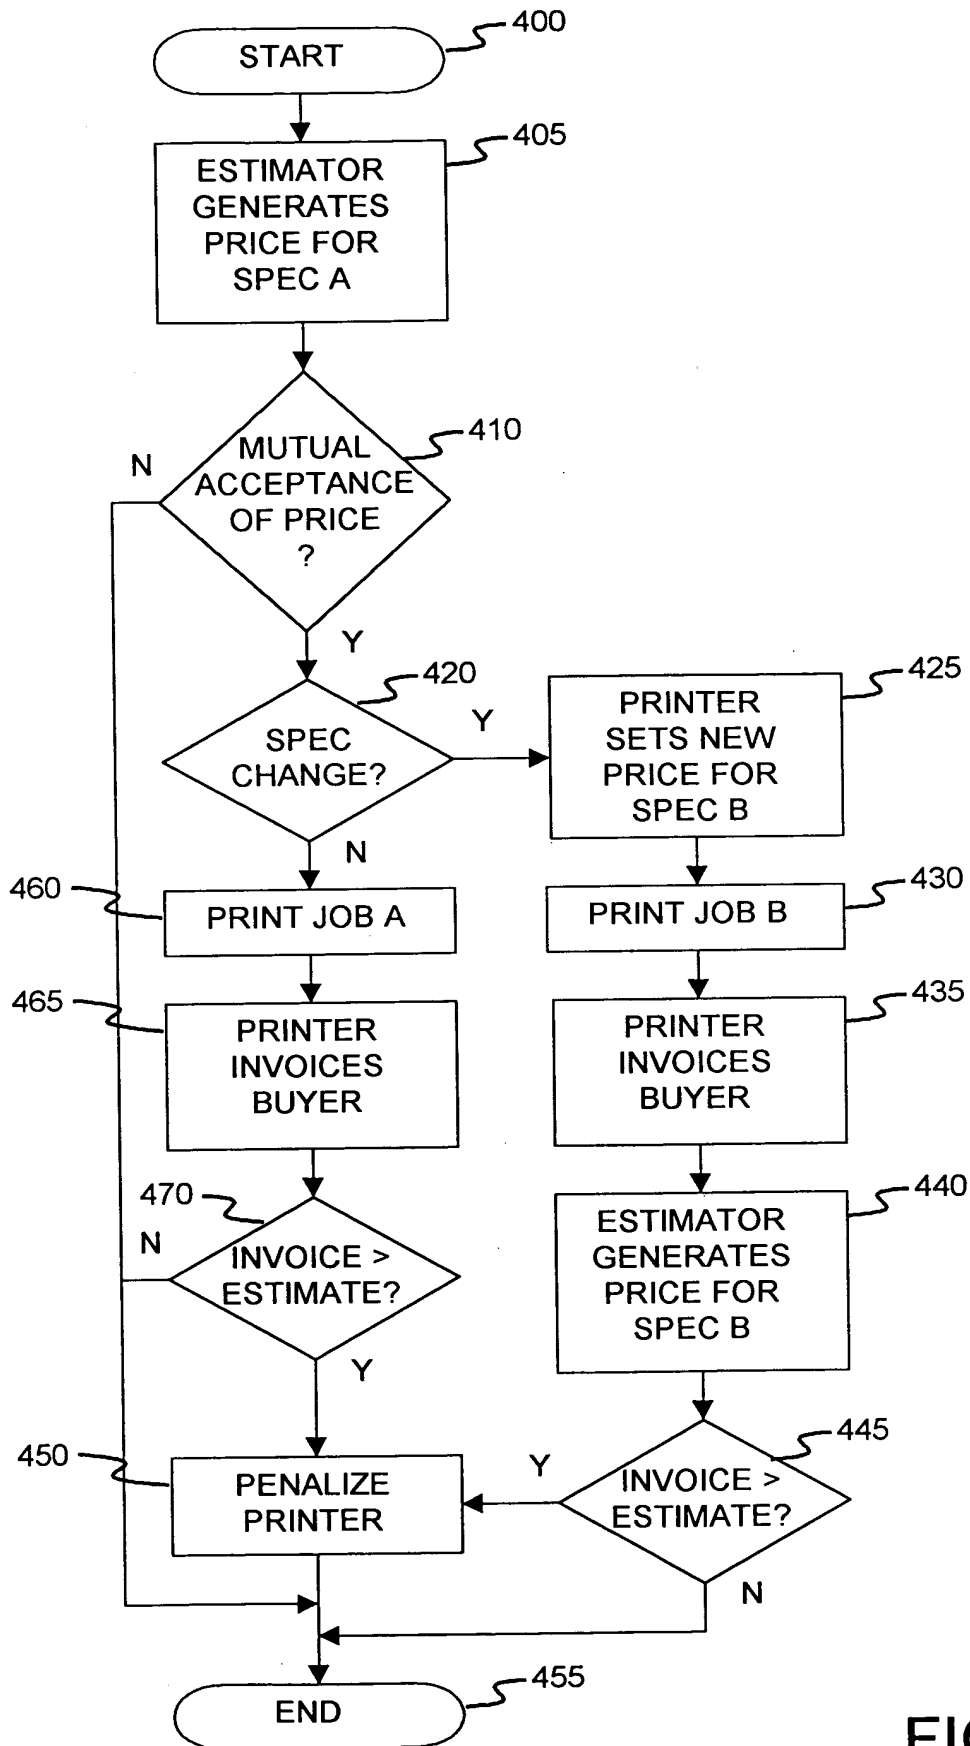 400
START
405
ESTIMATOR
GENERATES
PRICE FOR
SPEC A
410
N
MUTUAL
ACCEPTANCE
OF PRICE
?
Y
420
SPEC
CHANGE?
Y
N
425
PRINTER
SETS NEW
PRICE FOR
SPEC B
460
PRINT JOB A
430
PRINT JOB B
465
PRINTER
INVOICES
BUYER
435
PRINTER
INVOICES
BUYER
470
N
INVOICE >
ESTIMATE?
Y
440
ESTIMATOR
GENERATES
PRICE FOR
SPEC B
445
Y
INVOICE >
ESTIMATE?
N
450
PENALIZE
PRINTER
455
END